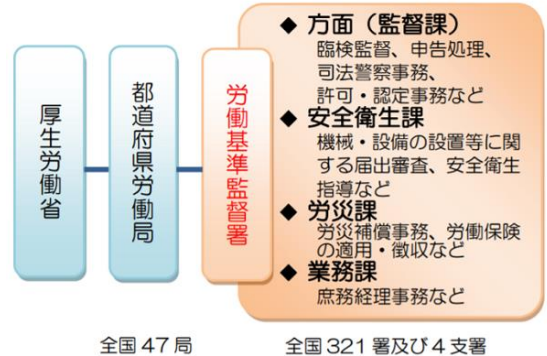 厚生労働省
都道府県労働局
労働基準監督署
◆ 方面（監督課）
臨検監督、申告処理、
司法警察事務、
許可・認定事務など
◆ 安全衛生課
機械・設備の設置等に関
する届出審査、安全衛生
指導など
◆ 労災課
労災補償事務、労働保険
の適用・徴収など
◆ 業務課
庶務経理事務など
全国 47 局
全国 321 署及び 4 支署